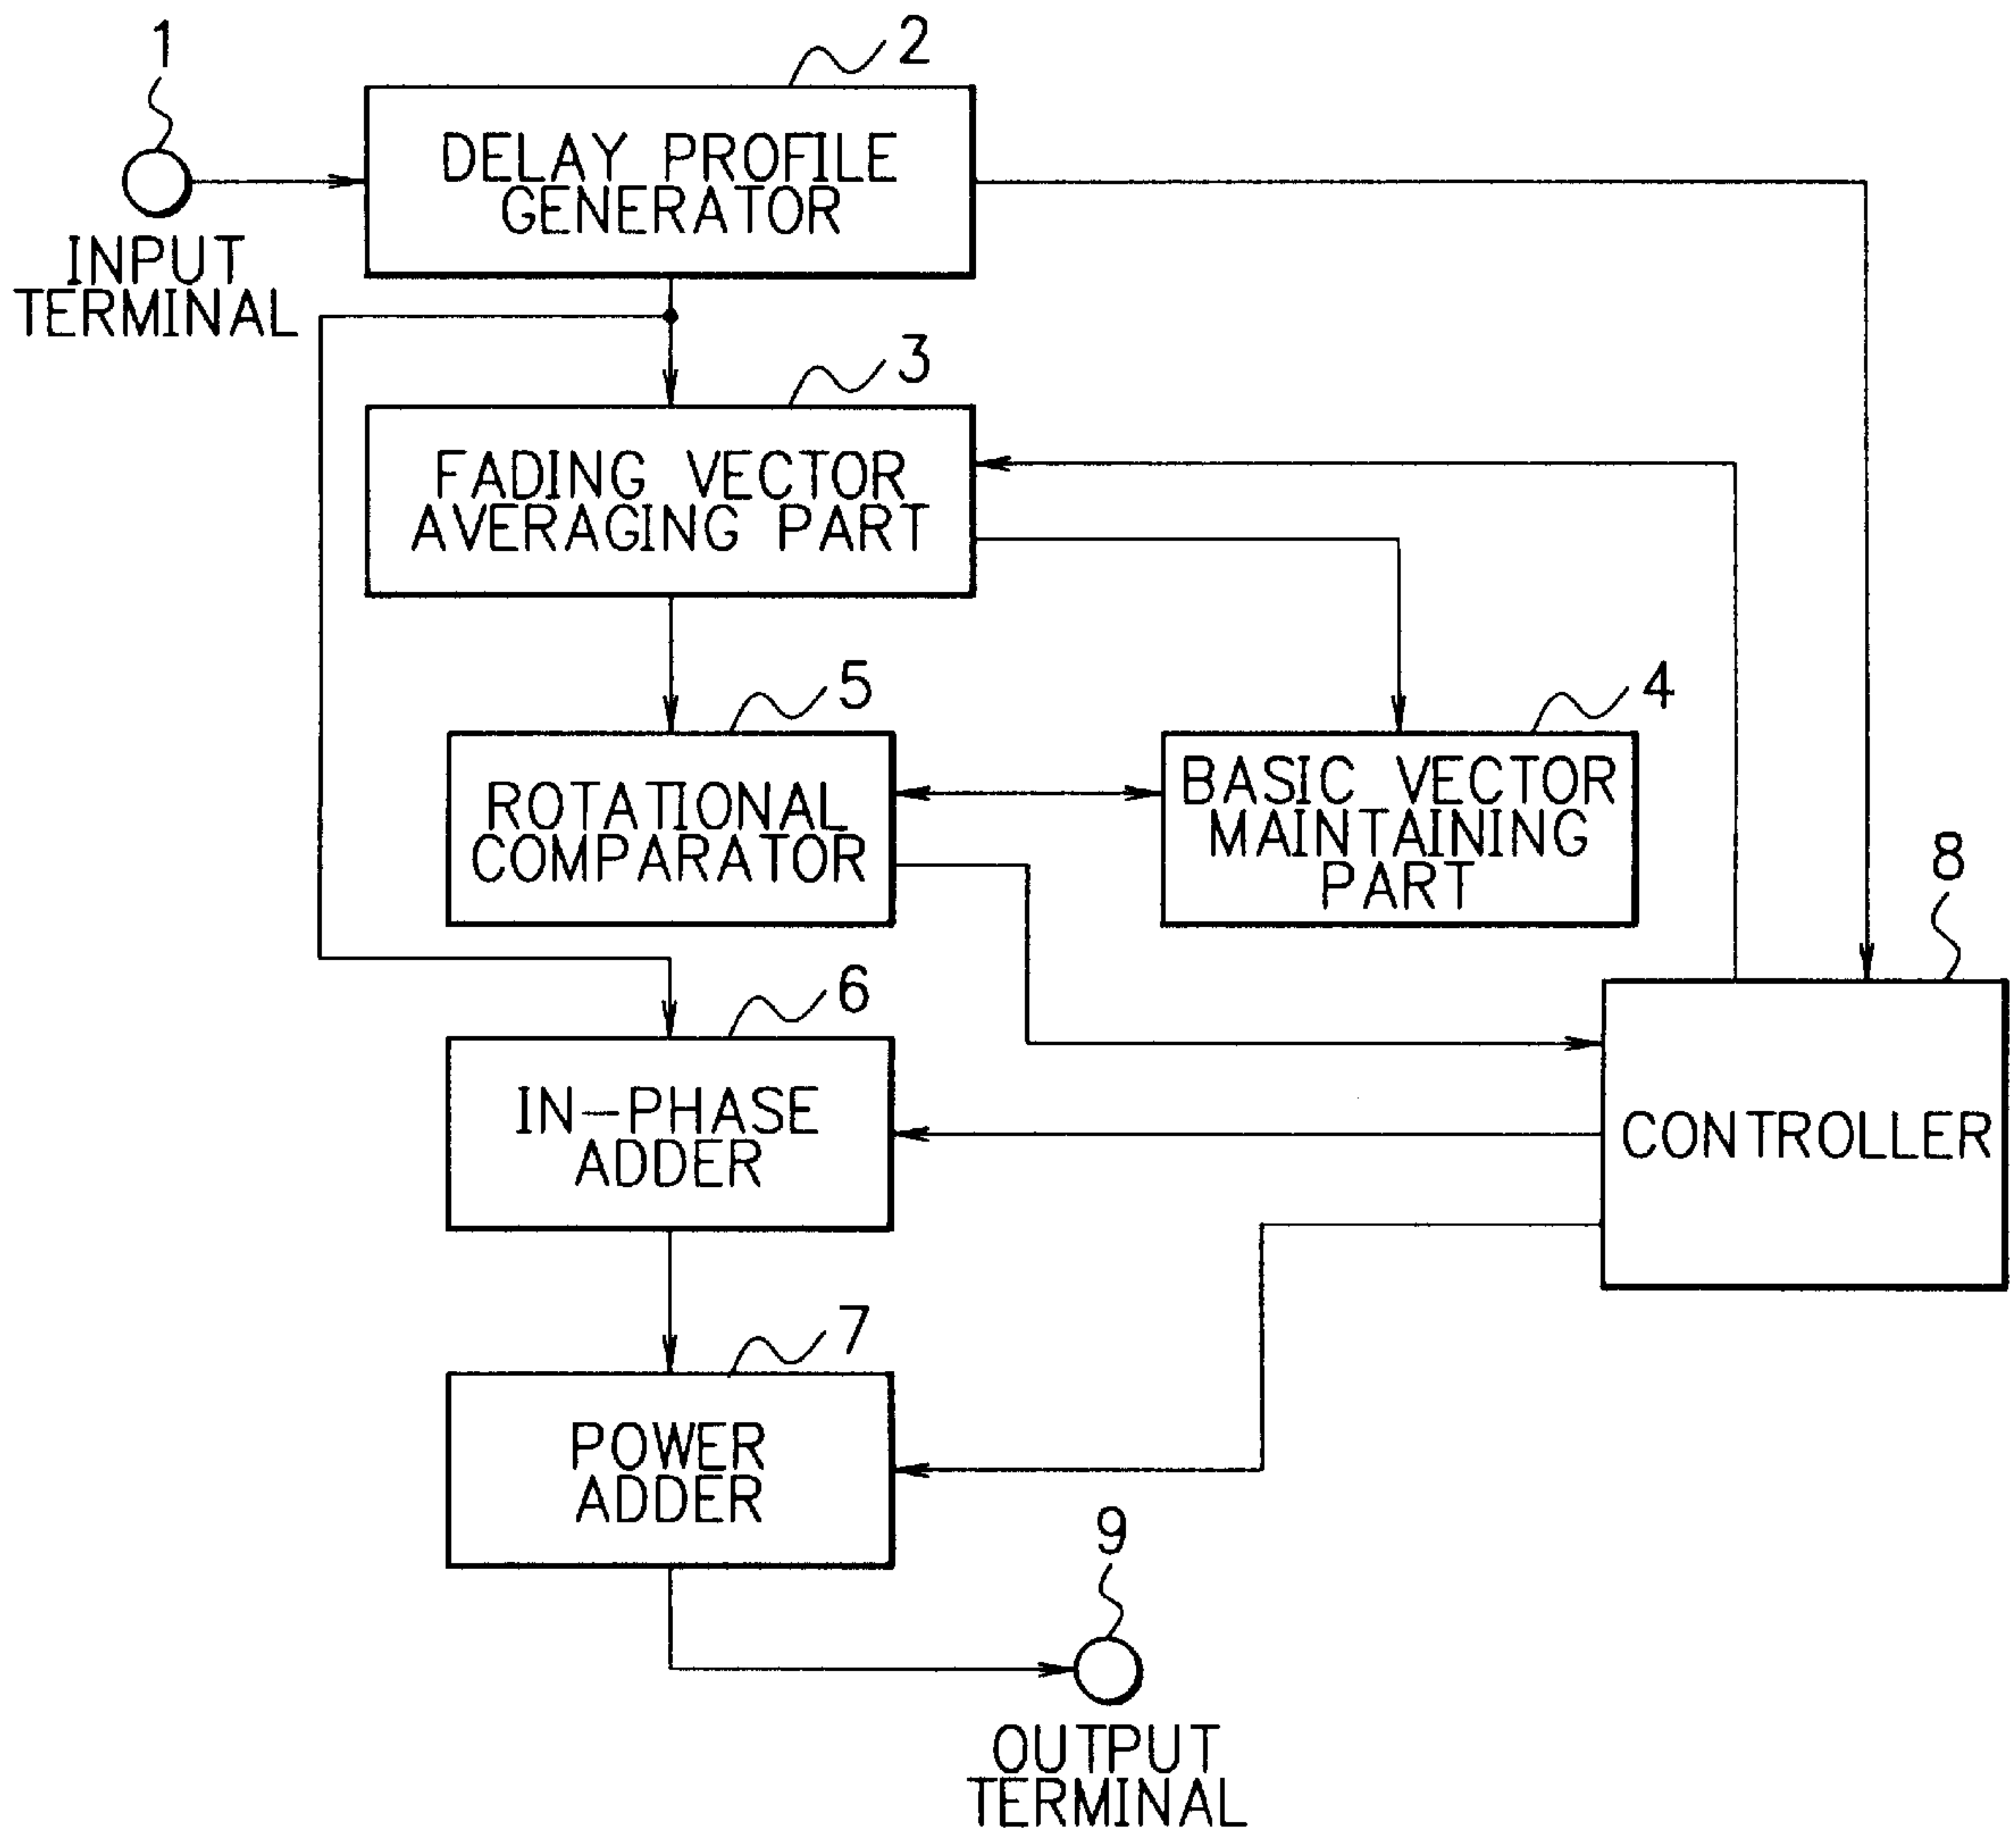 1
2
DELAY PROFILE
GENERATOR
INPUT
TERMINAL
3
FADING VECTOR
AVERAGING PART
5
4
ROTATIONAL
COMPARATOR
BASIC VECTOR
MAINTAINING
PART
8
6
IN-PHASE
ADDER
CONTROLLER
7
POWER
ADDER
9
OUTPUT
TERMINAL